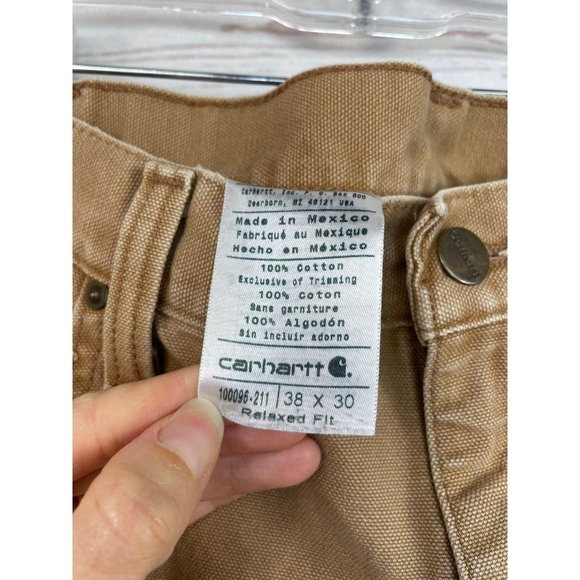 Carhartt, Inc. P. O. Box 600
Dearborn, MI 48121 USA
Made in Mexico
Fabriqué au Mexique
Hecho en México
100% Cotton
Exclusive of Trimming
100% Coton
Sans garniture
100% Algodón
Sin incluir adorno
carhartt
100096-211 38 X 30
Relaxed Fit